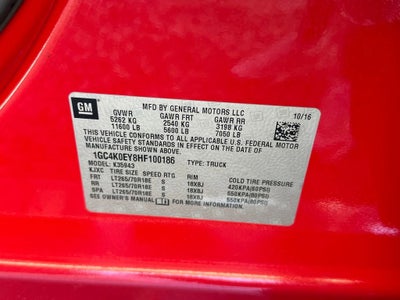 GM
MFD BY GENERAL MOTORS LLC
10/16
GVWR GAWR FRT GAWR RR
5262 KG 2540 KG 3198 KG
11600 LB 5600 LB 7050 LB
THIS VEHICLE CONFORMS TO ALL APPLICABLE U.S. FEDERAL MOTOR
VEHICLE SAFETY STANDARDS IN EFFECT ON THE DATE OF
MANUFACTURE SHOWN ABOVE.
1GC4K0EY8HF100186 TYPE: TRUCK
MODEL: K35943
KJXC TIRE SIZE SPEED RTG RIM COLD TIRE PRESSURE
FRT LT265/70R18E S 18X8J 420KPA(60PSI)
RR LT265/70R18E S 18X8J 550KPA(80PSI)
SPA LT265/70R18E S 18X8J 550KPA(80PSI)
SEE OWNER'S MANUAL FOR MORE INFORMATION.